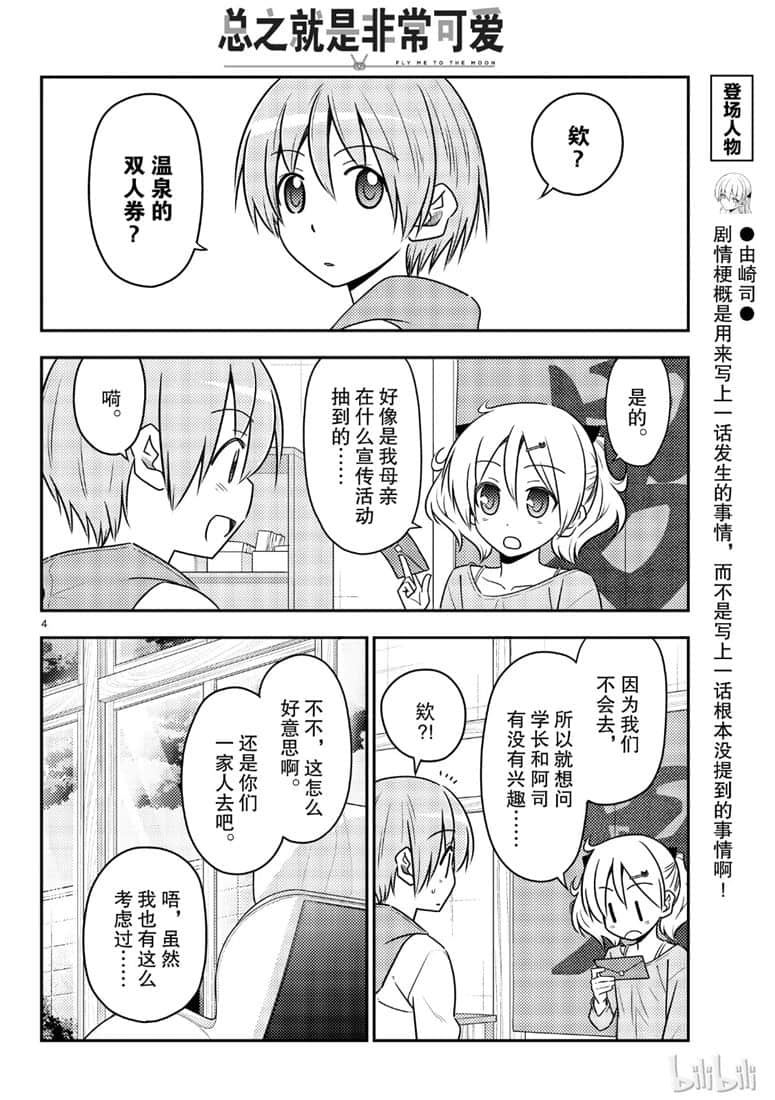 总之就是非常可爱
FLY ME TO THE MOON
登场人物
●由崎司●
剧情梗概是用来写上一话发生的事情，而不是写上一话根本没提到的事情啊！
欸？
温泉的
双人券？
是的。
好像是我母亲
在什么宣传活动
抽到的……
嗬。
4
因为我们
不会去，
所以就想问
学长和阿司
有没有兴趣……
欸?!
不不，这怎么
好意思啊。
还是你们
一家人去吧。
唔，虽然
我也有这么
考虑过……
bilibili